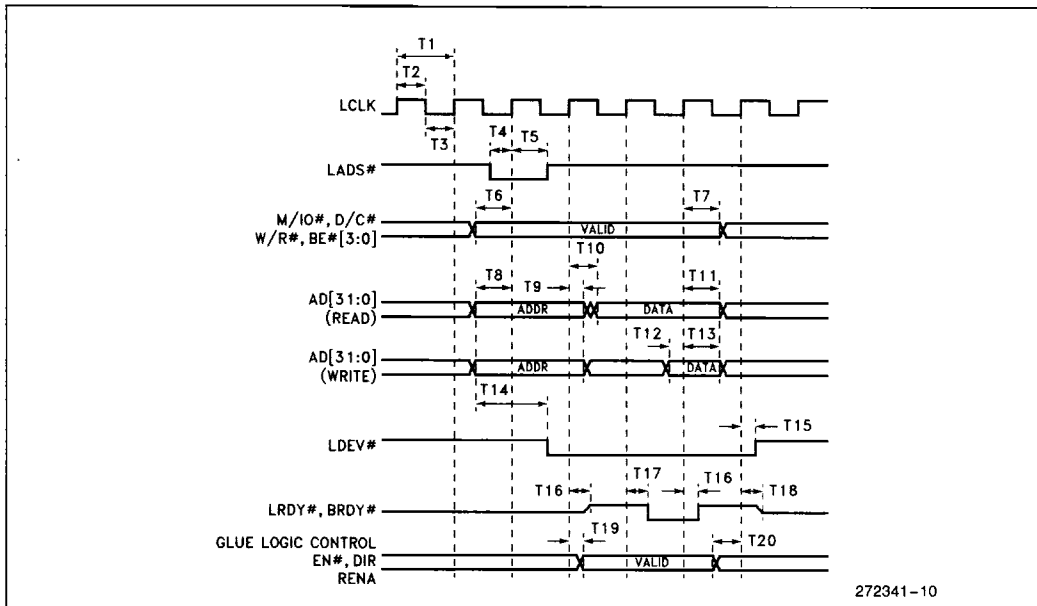 T1
T2
LCLK
T3
T4 T5
LADS#
T6 T7
M/IO#, D/C#
W/R#, BE#[3:0]
VALID
T10
T8 T9 T11
AD[31:0]
(READ)
ADDR DATA
T12 T13
AD[31:0]
(WRITE)
ADDR DATA
T14
LDEV#
T15
T16 T17 T16 T18
LRDY#, BRDY#
T19
GLUE LOGIC CONTROL
EN#, DIR
RENA
VALID
T20
272341-10